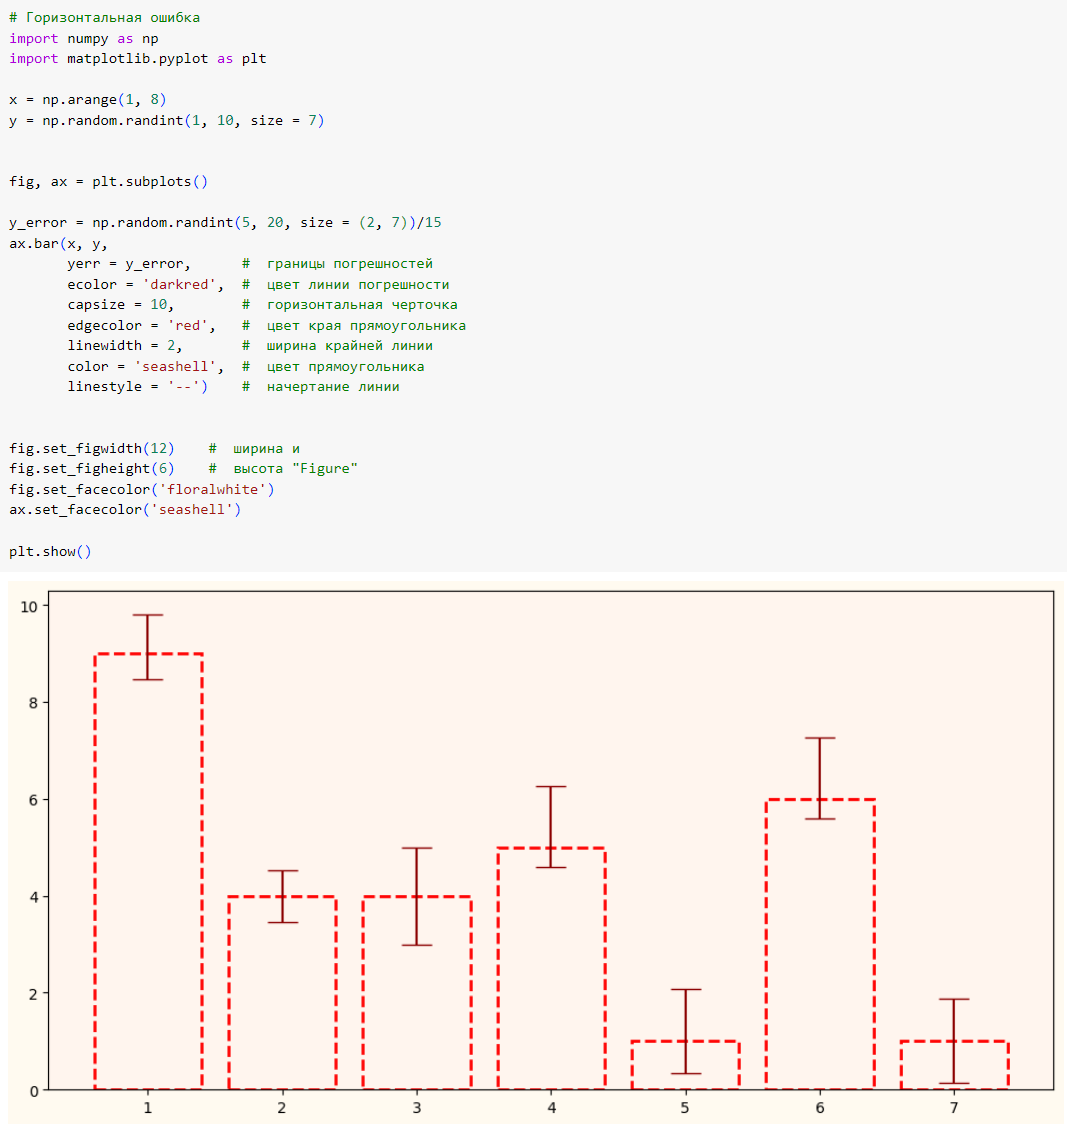 # Горизонтальная ошибка
import numpy as np
import matplotlib.pyplot as plt
x = np.arange(1, 8)
y = np.random.randint(1, 10, size = 7)
fig, ax = plt.subplots()
y_error = np.random.randint(5, 20, size = (2, 7))/15
ax.bar(x, y,
       yerr = y_error,      #  границы погрешностей
       ecolor = 'darkred',  #  цвет линии погрешности
       capsize = 10,        #  горизонтальная черточка
       edgecolor = 'red',   #  цвет края прямоугольника
       linewidth = 2,       #  ширина крайней линии
       color = 'seashell',  #  цвет прямоугольника
       linestyle = '--')    #  начертание линии
fig.set_figwidth(12)    #  ширина и
fig.set_figheight(6)    #  высота "Figure"
fig.set_facecolor('floralwhite')
ax.set_facecolor('seashell')
plt.show()
10
8
6
4
2
0
1 2 3 4 5 6 7